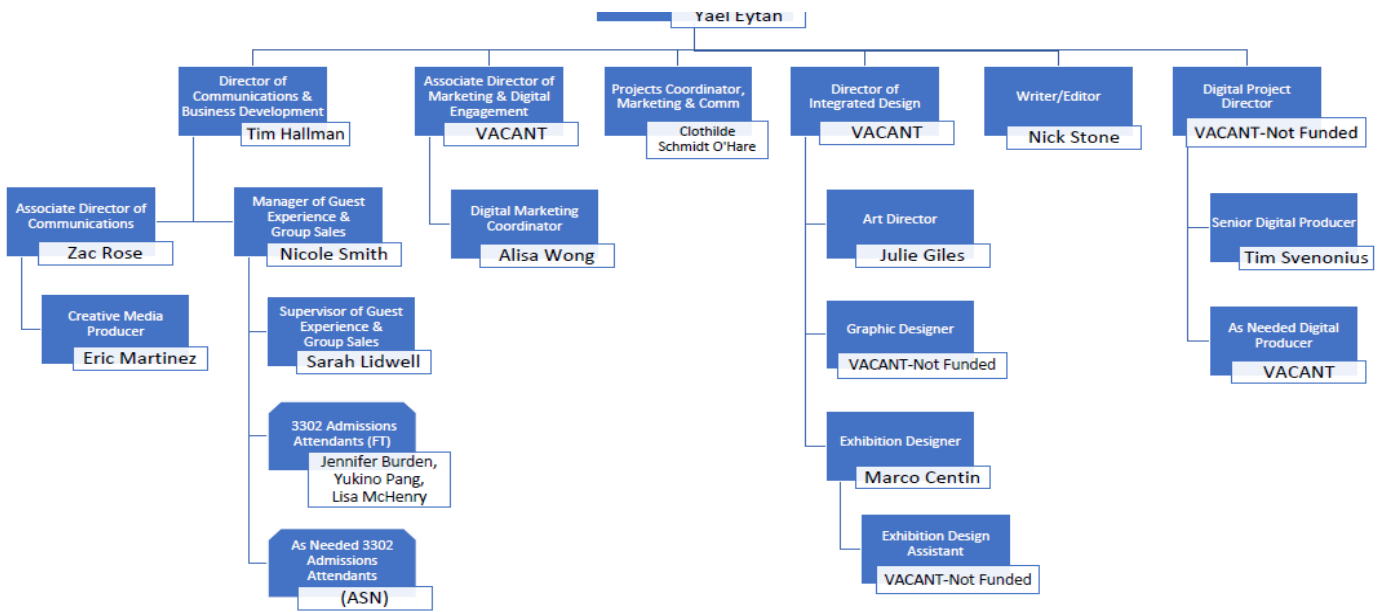 Yael Eytan
Director of
Communications &
Business Development
Tim Hallman
Associate Director of
Marketing & Digital
Engagement
VACANT
Projects Coordinator,
Marketing & Comm
Clothilde
Schmidt O'Hare
Director of
Integrated Design
VACANT
Writer/Editor
Nick Stone
Digital Project
Director
VACANT-Not Funded
Associate Director of
Communications
Zac Rose
Manager of Guest
Experience &
Group Sales
Nicole Smith
Digital Marketing
Coordinator
Alisa Wong
Art Director
Julie Giles
Senior Digital Producer
Tim Svenonius
Creative Media
Producer
Eric Martinez
Supervisor of Guest
Experience &
Group Sales
Sarah Lidwell
Graphic Designer
VACANT-Not Funded
As Needed Digital
Producer
VACANT
3302 Admissions
Attendants (FT)
Jennifer Burden,
Yukino Pang,
Lisa McHenry
Exhibition Designer
Marco Centin
As Needed 3302
Admissions
Attendants
(ASN)
Exhibition Design
Assistant
VACANT-Not Funded